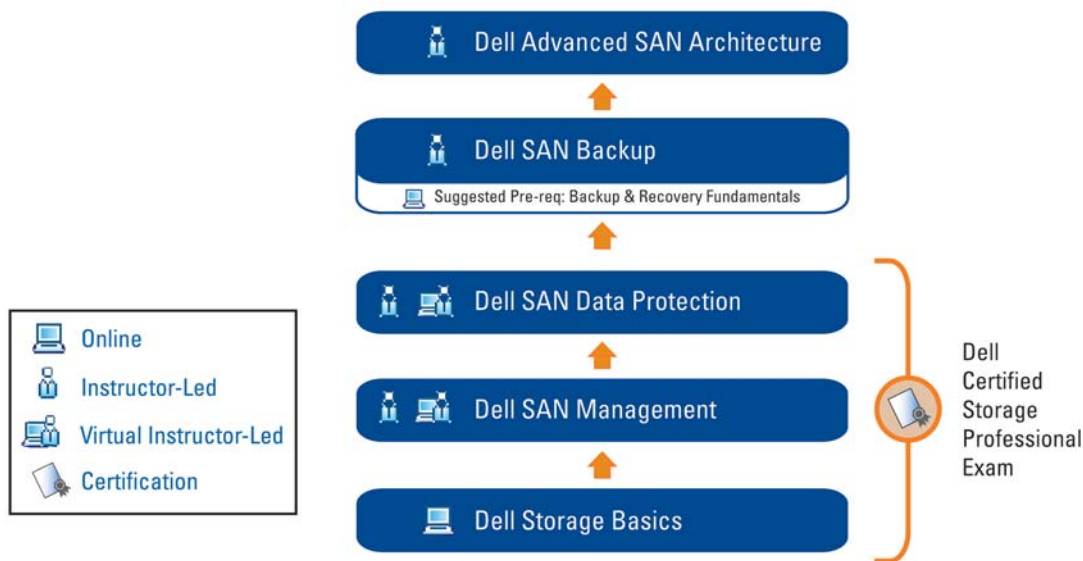 Dell Advanced SAN Architecture
Dell SAN Backup
Suggested Pre-req: Backup & Recovery Fundamentals
Dell SAN Data Protection
Dell SAN Management
Dell Storage Basics
Online
Instructor-Led
Virtual Instructor-Led
Certification
Dell
Certified
Storage
Professional
Exam